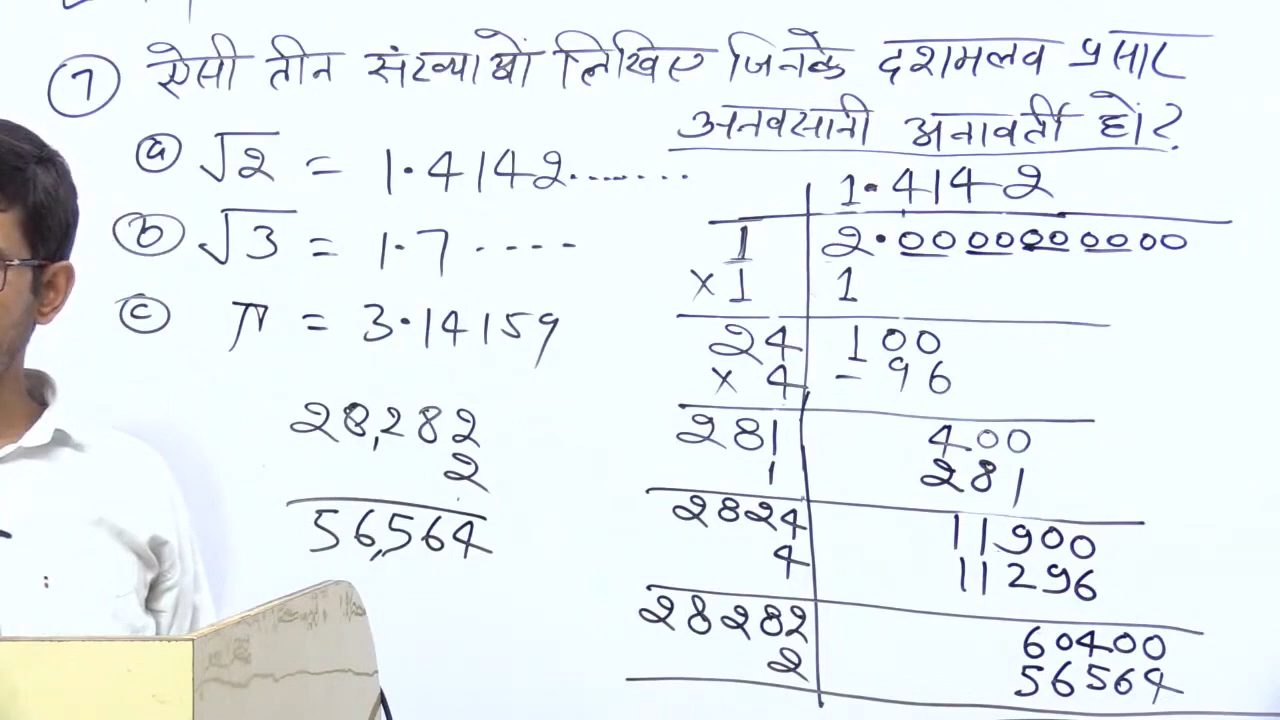 ⑦ ऐसी तीन संख्याओं लिखिए जिनके दशमलव प्रसार
अनवसानी अनावर्ती हों?
ⓐ √2 = 1.4142.......
ⓑ √3 = 1.7 ....
ⓒ π = 3.14159
28,282
2
56,564
1.4142
1 2.0000000000
×1 1
24 100
× 4 - 96
281 400
1 281
2824 11900
4 11296
28282 60400
2 56564